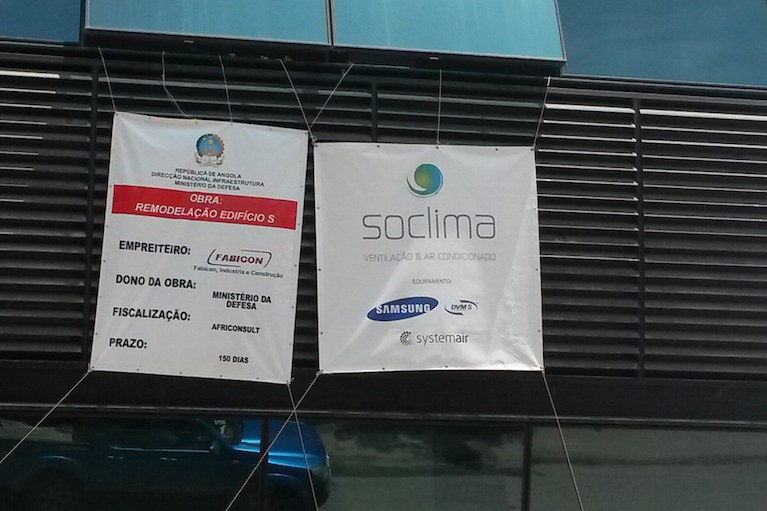 REPÚBLICA DE ANGOLA
DIRECÇÃO NACIONAL INFRAESTRUTURA
MINISTÉRIO DA DEFESA
OBRA:
REMODELAÇÃO EDIFÍCIO S
EMPREITEIRO: FABICON
Fabicon, Industria e Construção
DONO DA OBRA: MINISTÉRIO DA
DEFESA
FISCALIZAÇÃO: AFRICONSULT
PRAZO: 150 DIAS
soclima
VENTILAÇÃO & AR CONDICIONADO
EQUIPAMENTO:
SAMSUNG DVM S
systemair